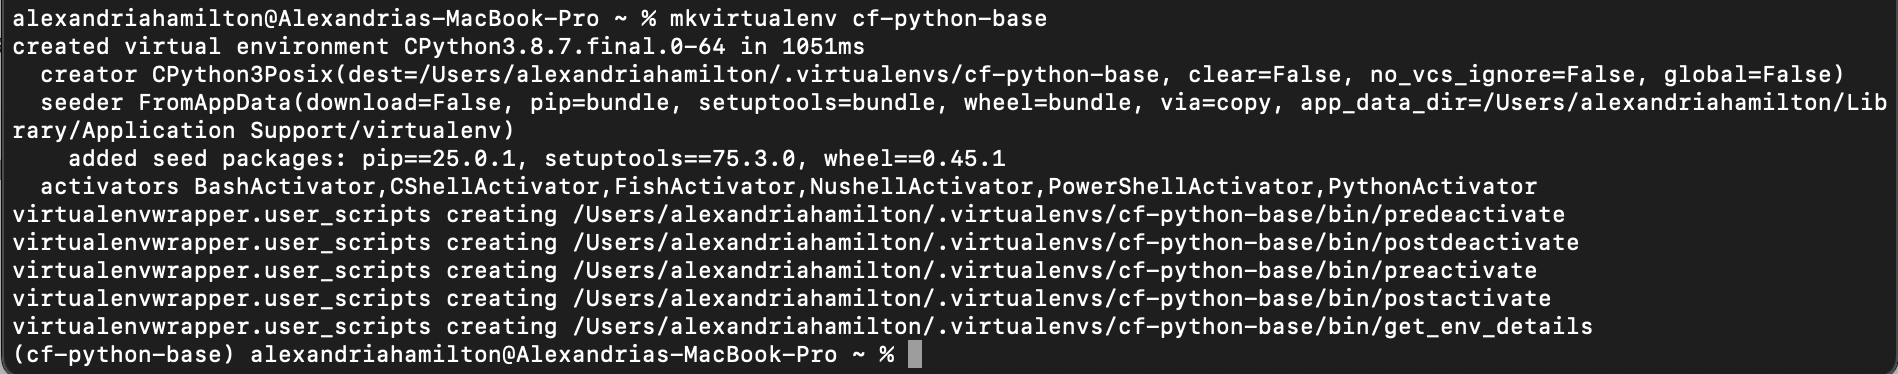 alexandriahamilton@Alexandrias-MacBook-Pro ~ % mkvirtualenv cf-python-base
created virtual environment CPython3.8.7.final.0-64 in 1051ms
  creator CPython3Posix(dest=/Users/alexandriahamilton/.virtualenvs/cf-python-base, clear=False, no_vcs_ignore=False, global=False)
  seeder FromAppData(download=False, pip=bundle, setuptools=bundle, wheel=bundle, via=copy, app_data_dir=/Users/alexandriahamilton/Lib
rary/Application Support/virtualenv)
    added seed packages: pip==25.0.1, setuptools==75.3.0, wheel==0.45.1
  activators BashActivator,CShellActivator,FishActivator,NushellActivator,PowerShellActivator,PythonActivator
virtualenvwrapper.user_scripts creating /Users/alexandriahamilton/.virtualenvs/cf-python-base/bin/predeactivate
virtualenvwrapper.user_scripts creating /Users/alexandriahamilton/.virtualenvs/cf-python-base/bin/postdeactivate
virtualenvwrapper.user_scripts creating /Users/alexandriahamilton/.virtualenvs/cf-python-base/bin/preactivate
virtualenvwrapper.user_scripts creating /Users/alexandriahamilton/.virtualenvs/cf-python-base/bin/postactivate
virtualenvwrapper.user_scripts creating /Users/alexandriahamilton/.virtualenvs/cf-python-base/bin/get_env_details
(cf-python-base) alexandriahamilton@Alexandrias-MacBook-Pro ~ %